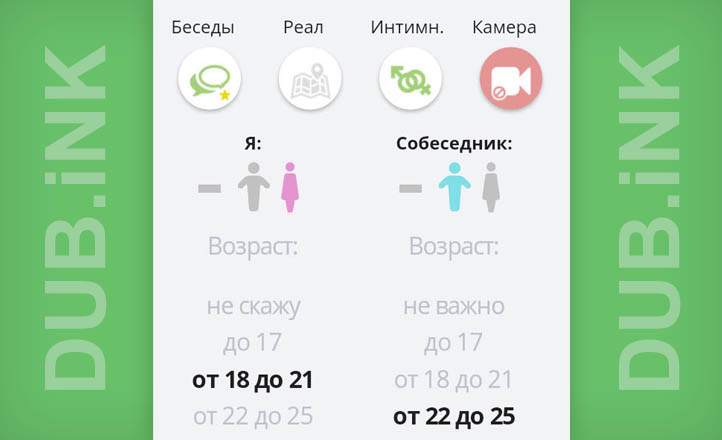 Беседы Реал Интимн. Камера
Я: Собеседник:
Возраст: Возраст:
не скажу не важно
до 17 до 17
от 18 до 21 от 18 до 21
от 22 до 25 от 22 до 25
DUB.iNK
DUB.iNK